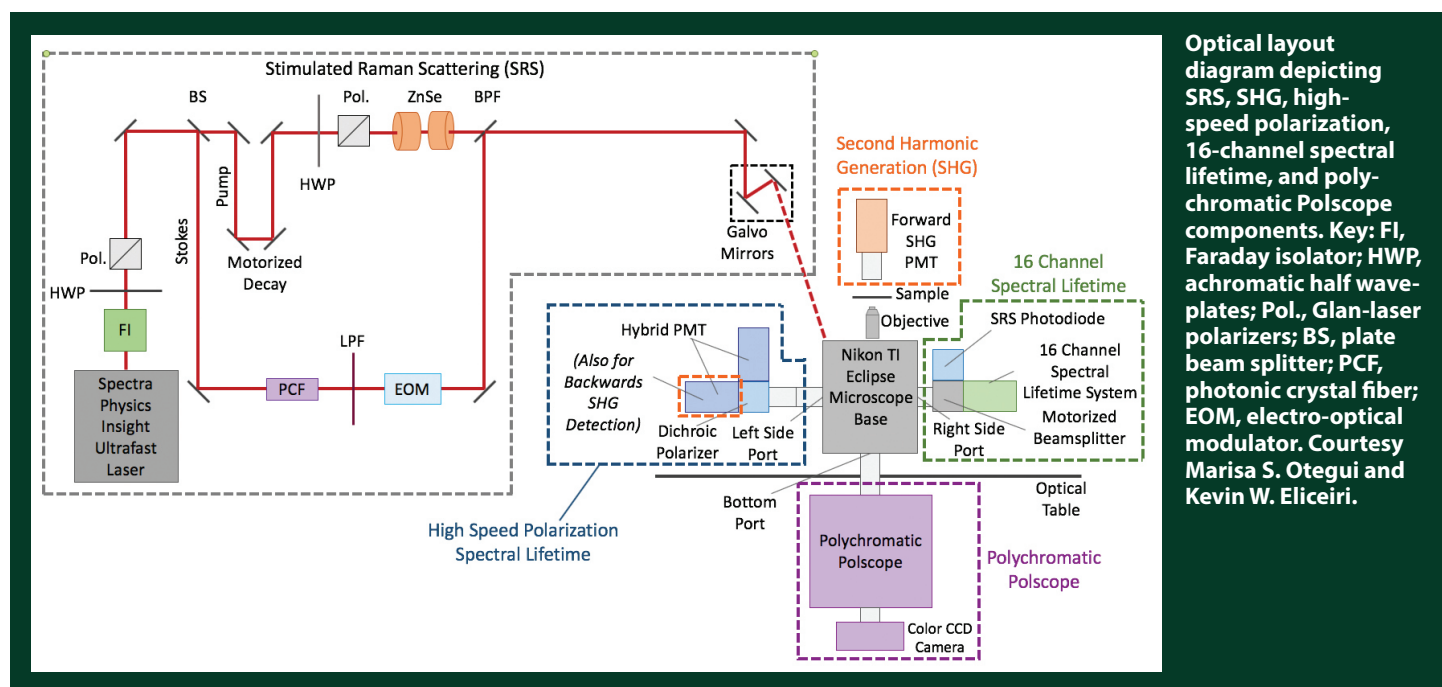 Stimulated Raman Scattering (SRS)
BS
Pol.
ZnSe
BPF
HWP
Pump
Stokes
Motorized
Decay
Pol.
HWP
FI
Spectra
Physics
Insight
Ultrafast
Laser
PCF
LPF
EOM
Galvo
Mirrors
Second Harmonic
Generation (SHG)
Forward
SHG
PMT
Sample
Objective
16 Channel
Spectral Lifetime
SRS Photodiode
16 Channel
Spectral
Lifetime System
Motorized
Beamsplitter
Right Side
Port
Nikon TI
Eclipse
Microscope
Base
Hybrid PMT
(Also for
Backwards
SHG
Detection)
Dichroic
Polarizer
Left Side
Port
High Speed Polarization
Spectral Lifetime
Bottom
Port
Optical
Table
Polychromatic
Polscope
Polychromatic
Polscope
Color CCD
Camera
Optical layout
diagram depicting
SRS, SHG, high-
speed polarization,
16-channel spectral
lifetime, and poly-
chromatic Polscope
components. Key: FI,
Faraday isolator; HWP,
achromatic half wave-
plates; Pol., Glan-laser
polarizers; BS, plate
beam splitter; PCF,
photonic crystal fiber;
EOM, electro-optical
modulator. Courtesy
Marisa S. Otegui and
Kevin W. Eliceiri.